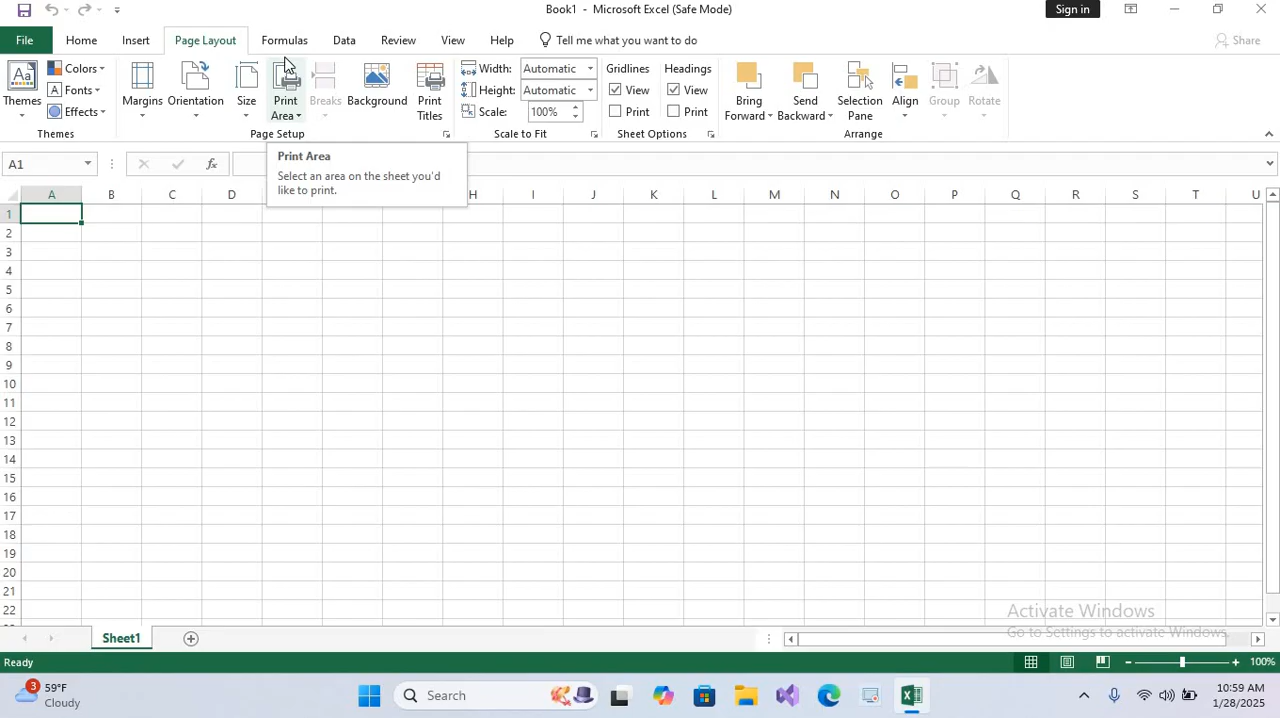 Book1 - Microsoft Excel (Safe Mode)
Sign in
File Home Insert Page Layout Formulas Data Review View Help Tell me what you want to do Share
Themes
Colors
Fonts
Effects
Themes
Margins
Orientation
Size
Print Area
Breaks
Background
Print Titles
Page Setup
Width: Automatic
Height: Automatic
Scale: 100%
Scale to Fit
Gridlines
View
Print
Headings
View
Print
Sheet Options
Bring Forward
Send Backward
Selection Pane
Align
Group
Rotate
Arrange
A1 fx
Print Area
Select an area on the sheet you'd
like to print.
A B C D H I J K L M N O P Q R S T U
1
2
3
4
5
6
7
8
9
10
11
12
13
14
15
16
17
18
19
20
21
22
Activate Windows
Go to Settings to activate Windows.
Sheet1
Ready
100%
3
59°F
Cloudy
Search
10:59 AM
1/28/2025